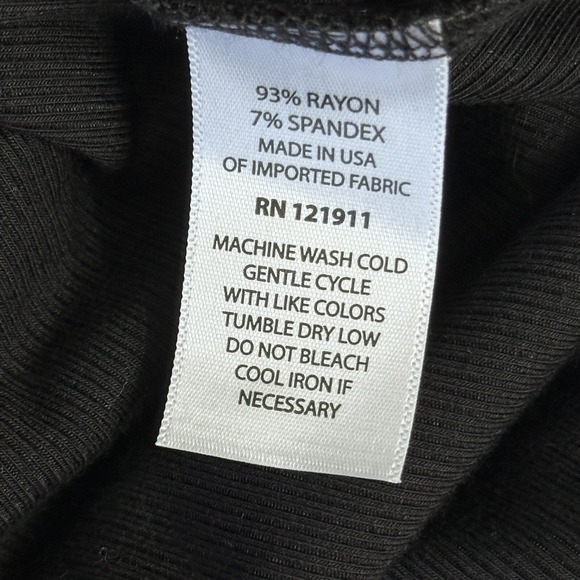 93% RAYON
7% SPANDEX
MADE IN USA
OF IMPORTED FABRIC
RN 121911
MACHINE WASH COLD
GENTLE CYCLE
WITH LIKE COLORS
TUMBLE DRY LOW
DO NOT BLEACH
COOL IRON IF
NECESSARY